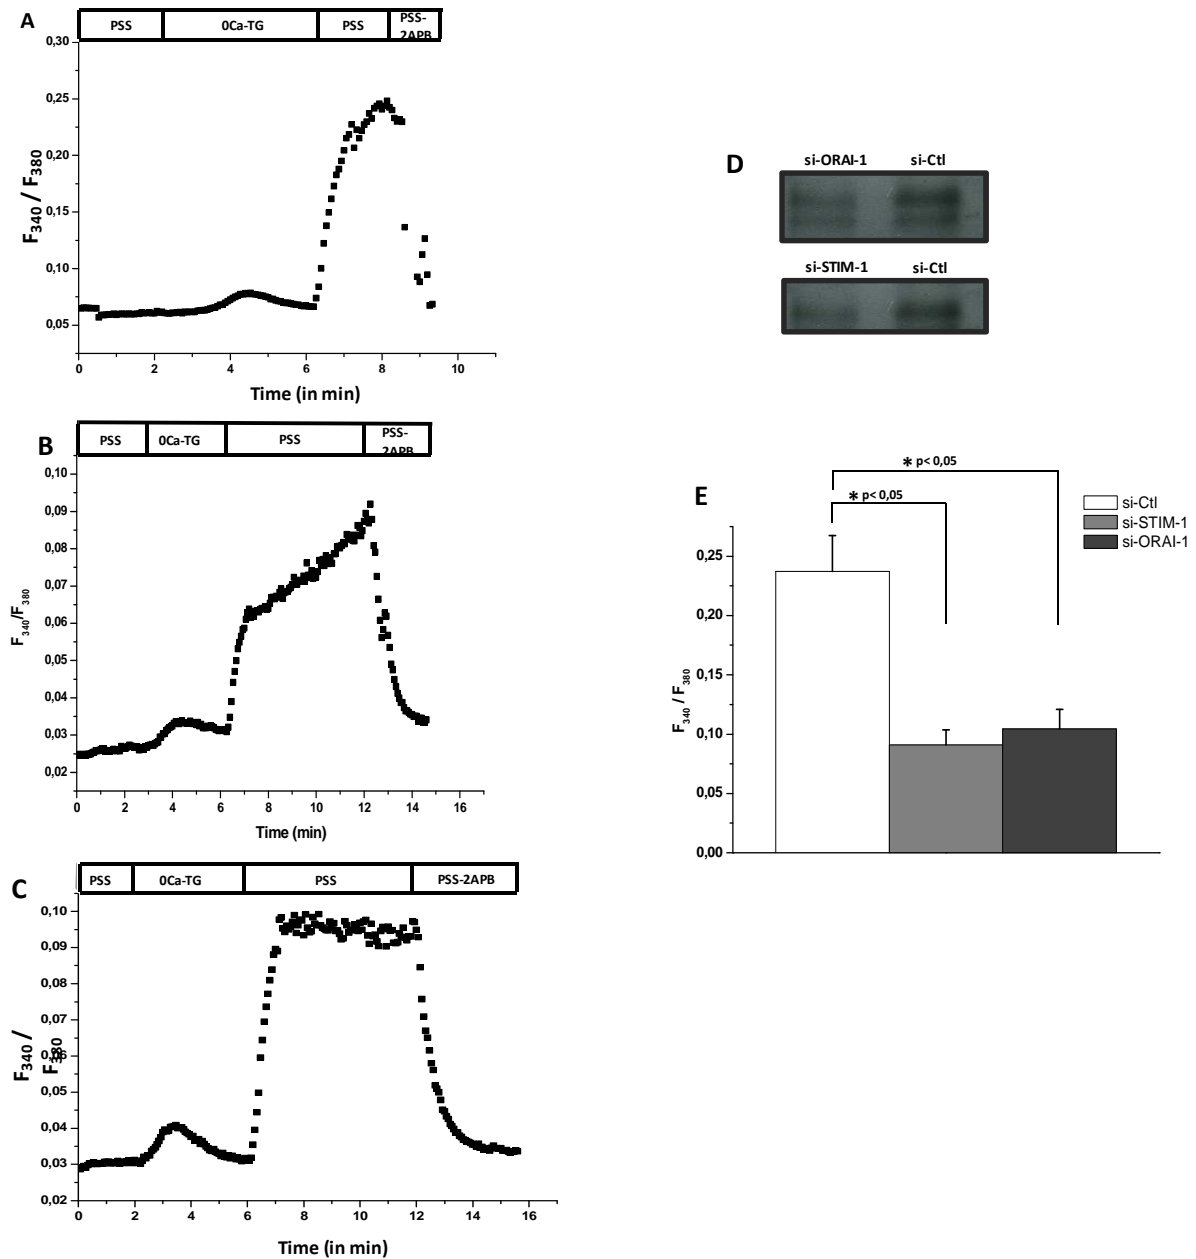 A
PSS 0Ca-TG PSS PSS-2APB
F340 / F380
0,30
0,25
0,20
0,15
0,10
0,05
0 2 4 6 8 10
Time (in min)
B
PSS 0Ca-TG PSS PSS-2APB
F340/F380
0,10
0,09
0,08
0,07
0,06
0,05
0,04
0,03
0,02
0 2 4 6 8 10 12 14 16
Time (min)
C
PSS 0Ca-TG PSS PSS-2APB
F340 / F380
0,10
0,09
0,08
0,07
0,06
0,05
0,04
0,03
0,02
0 2 4 6 8 10 12 14 16
Time (in min)
D
si-ORAI-1 si-Ctl
si-STIM-1 si-Ctl
E
* p< 0,05
* p< 0,05
si-Ctl
si-STIM-1
si-ORAI-1
F340 / F380
0,25
0,20
0,15
0,10
0,05
0,00